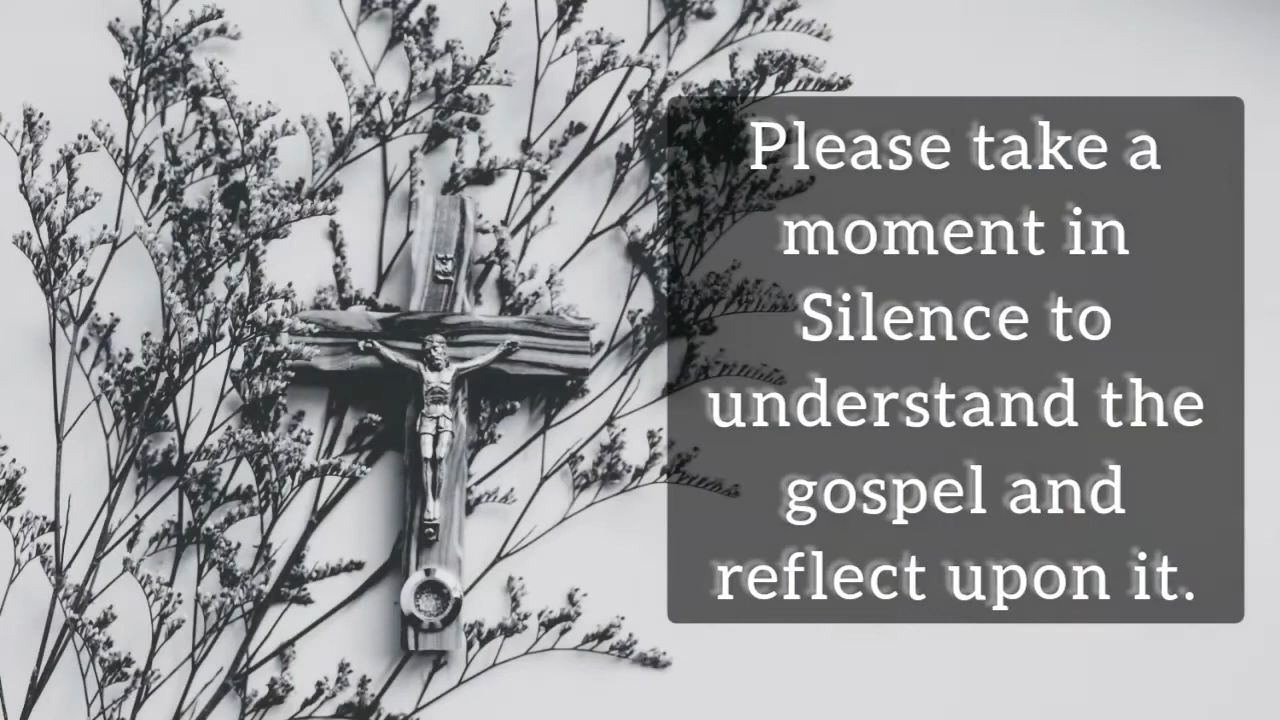 Please take a
moment in
Silence to
understand the
gospel and
reflect upon it.